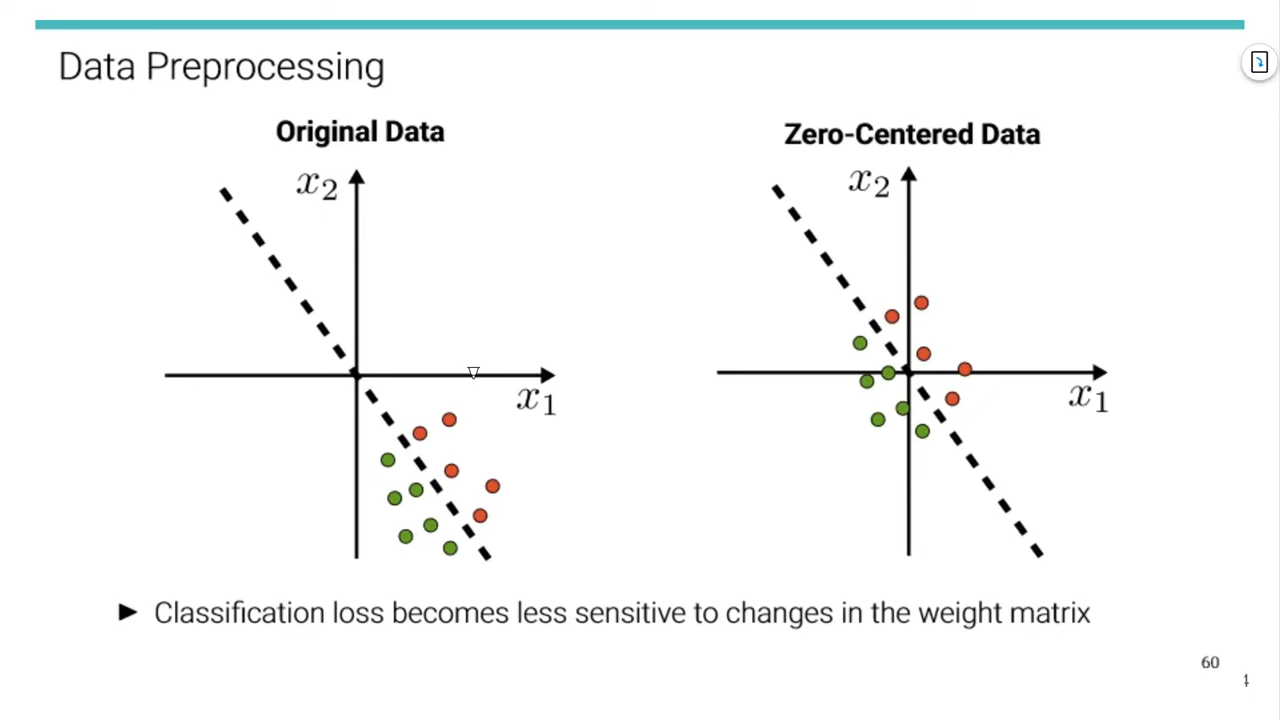 Data Preprocessing
Original Data
Zero-Centered Data
x₂
x₂
x₁
x₁
► Classification loss becomes less sensitive to changes in the weight matrix
60